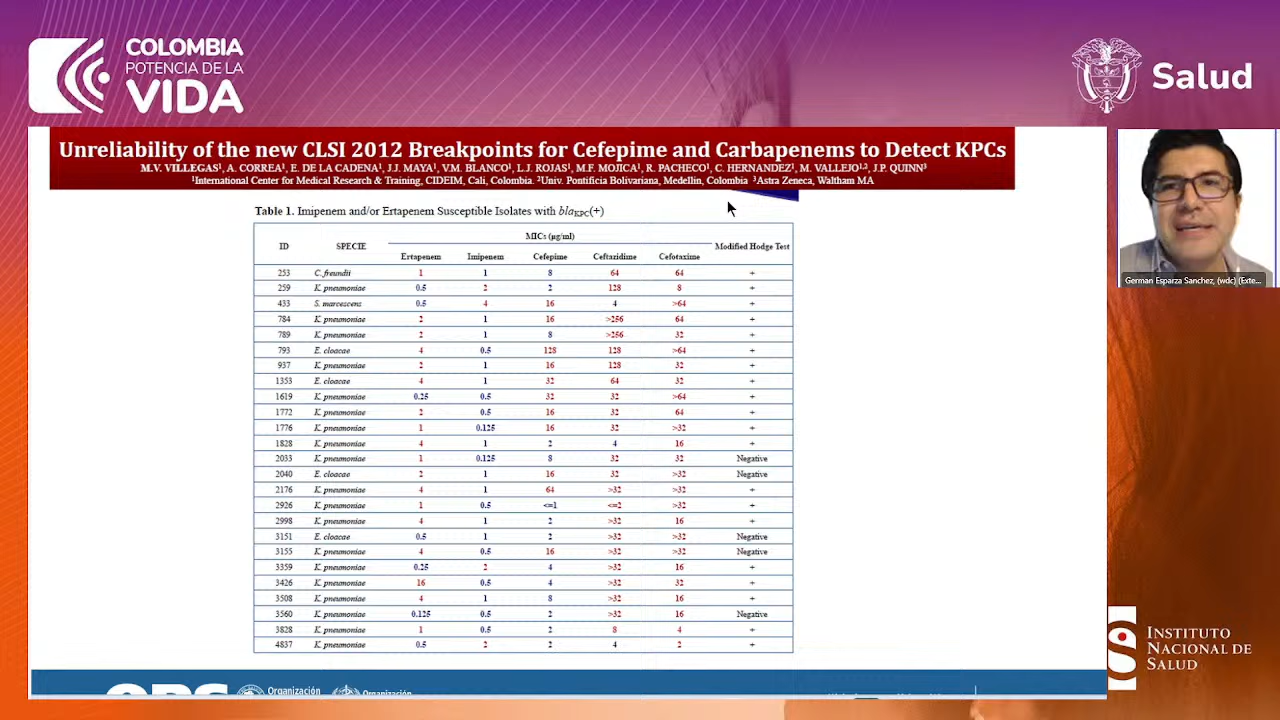 COLOMBIA
POTENCIA DE LA
VIDA
Salud
Unreliability of the new CLSI 2012 Breakpoints for Cefepime and Carbapenems to Detect KPCs
M.V. VILLEGAS¹, A. CORREA¹, E. DE LA CADENA¹, J.J. MAYA¹, V.M. BLANCO¹, L.J. ROJAS¹, M.F. MOJICA¹, R. PACHECO¹, C. HERNANDEZ¹, M. VALLEJO¹,², J.P. QUINN³
¹International Center for Medical Research & Training, CIDEIM, Cali, Colombia. ²Univ. Pontificia Bolivariana, Medellin, Colombia ³Astra Zeneca, Waltham MA
German Esparza Sanchez, (wdc) (Exte...
Table 1. Imipenem and/or Ertapenem Susceptible Isolates with blaKPC(+)
ID SPECIE MICs (µg/ml) Modified Hodge Test
Ertapenem Imipenem Cefepime Ceftazidime Cefotaxime
253 C. freundii 1 1 8 64 64 +
259 K. pneumoniae 0.5 2 2 128 8 +
433 S. marcescens 0.5 4 16 4 >64 +
784 K. pneumoniae 2 1 16 >256 64 +
789 K. pneumoniae 2 1 8 >256 32 +
793 E. cloacae 4 0.5 128 128 >64 +
937 K. pneumoniae 2 1 16 128 32 +
1353 E. cloacae 4 1 32 64 32 +
1619 K. pneumoniae 0.25 0.5 32 32 >64 +
1772 K. pneumoniae 2 0.5 16 32 64 +
1776 K. pneumoniae 1 0.125 16 32 >32 +
1828 K. pneumoniae 4 1 2 4 16 +
2033 K. pneumoniae 1 0.125 8 32 32 Negative
2040 E. cloacae 2 1 16 32 >32 Negative
2176 K. pneumoniae 4 1 64 >32 >32 +
2926 K. pneumoniae 1 0.5 <=1 <=2 >32 +
2998 K. pneumoniae 4 1 2 >32 16 +
3151 E. cloacae 0.5 1 2 >32 >32 Negative
3155 K. pneumoniae 4 0.5 16 >32 >32 Negative
3359 K. pneumoniae 0.25 2 4 >32 16 +
3426 K. pneumoniae 16 0.5 4 >32 32 +
3508 K. pneumoniae 4 1 8 >32 16 +
3560 K. pneumoniae 0.125 0.5 2 >32 16 Negative
3828 K. pneumoniae 1 0.5 2 8 4 +
4837 K. pneumoniae 0.5 2 2 4 2 +
INSTITUTO
NACIONAL DE
SALUD
OPS Organización Organización